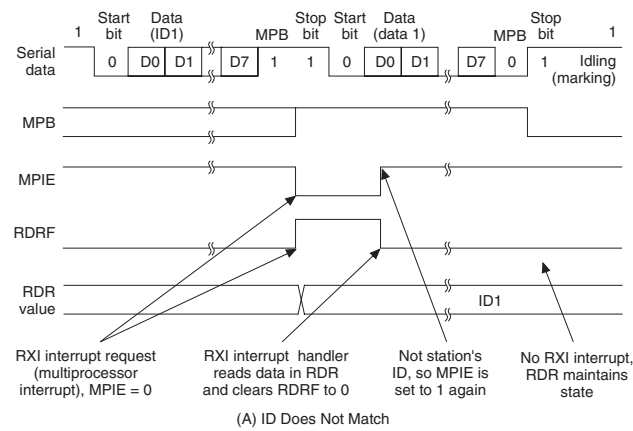 1 Start bit Data (ID1) MPB Stop bit Start bit Data (data 1) MPB Stop bit 1
Serial data 0 D0 D1 D7 1 1 0 D0 D1 D7 0 1 Idling (marking)
MPB
MPIE
RDRF
RDR value ID1
RXI interrupt request (multiprocessor interrupt), MPIE = 0
RXI interrupt handler reads data in RDR and clears RDRF to 0
Not station's ID, so MPIE is set to 1 again
No RXI interrupt, RDR maintains state
(A) ID Does Not Match